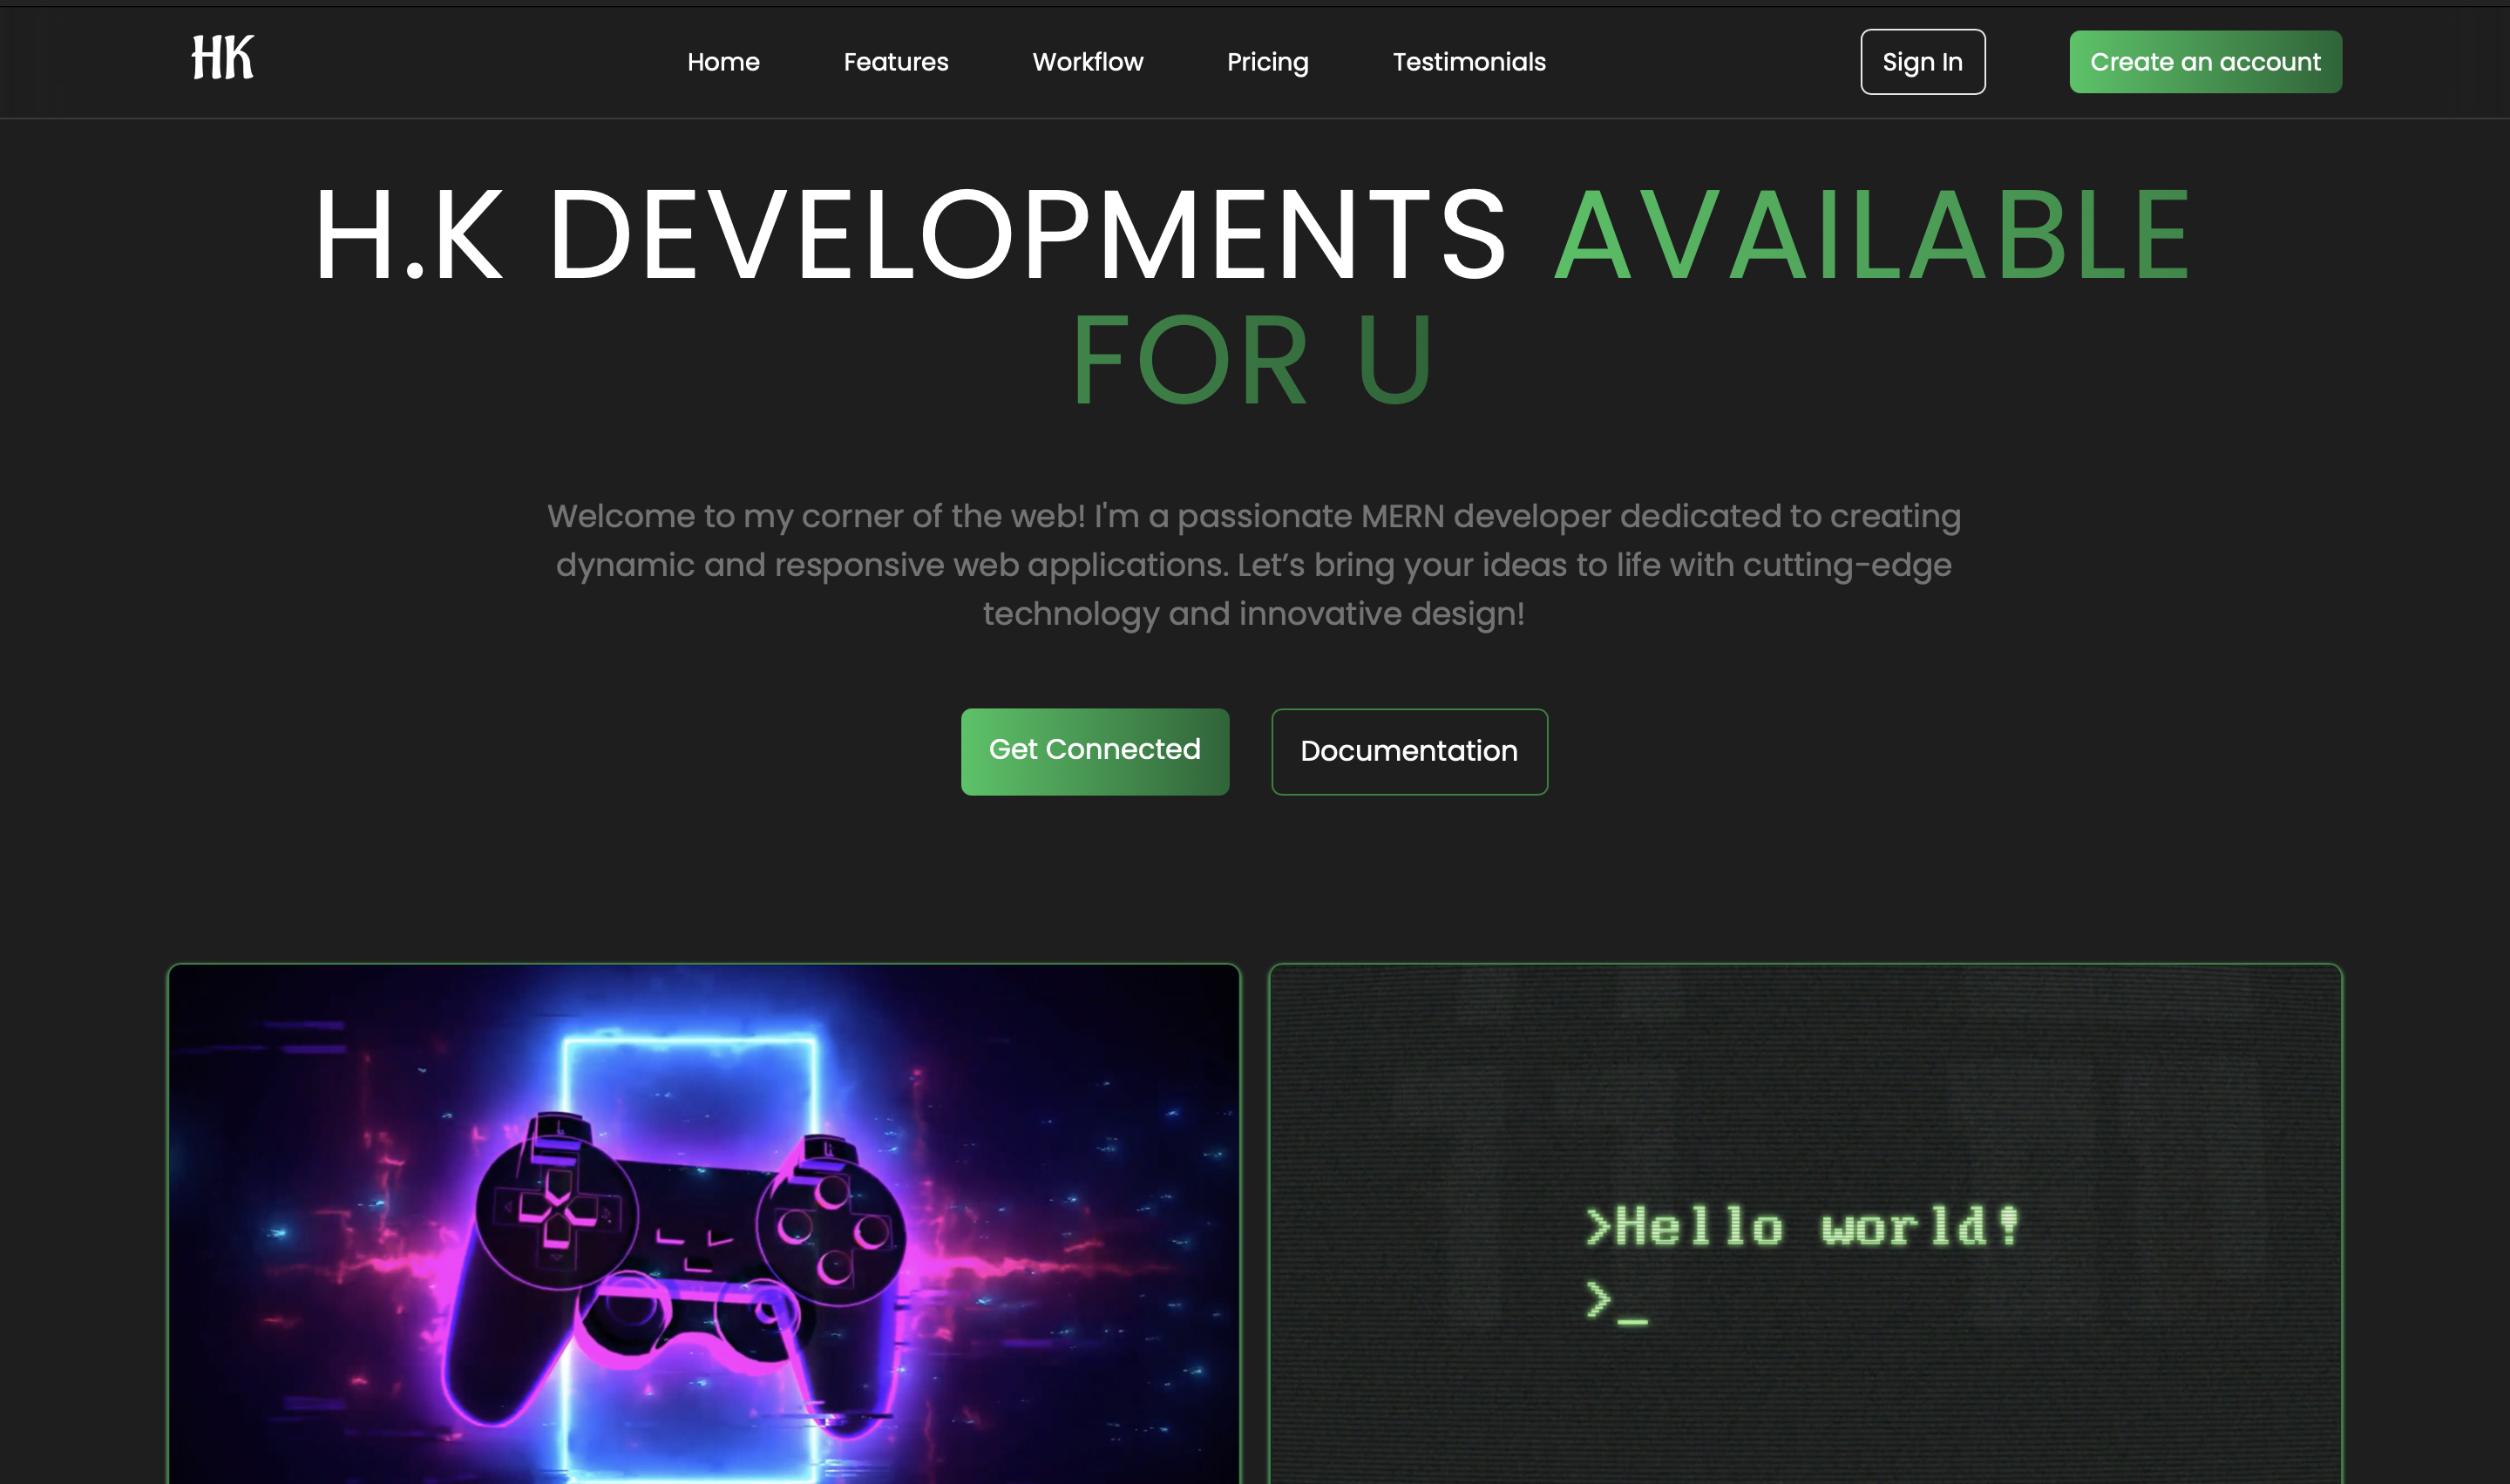 HK
Home Features Workflow Pricing Testimonials Sign In Create an account
H.K DEVELOPMENTS AVAILABLE
FOR U
Welcome to my corner of the web! I'm a passionate MERN developer dedicated to creating
dynamic and responsive web applications. Let’s bring your ideas to life with cutting-edge
technology and innovative design!
Get Connected Documentation
>Hello world!
>_